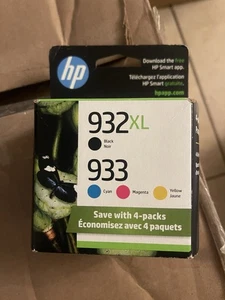 hp
Download the free
HP Smart app.
Téléchargez l'application
HP Smart gratuite.
hpapp.com
932XL
Black
Noir
933
Cyan
Magenta
Yellow
Jaune
Save with 4-packs
Économisez avec 4 paquets